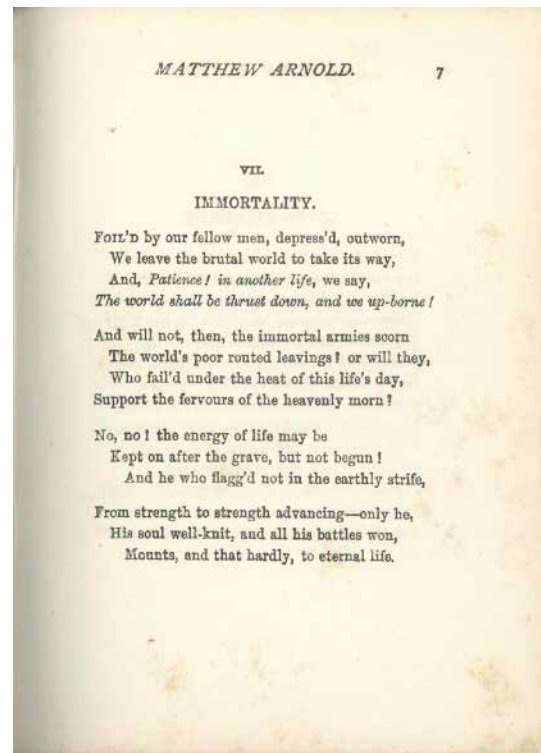 MATTHEW ARNOLD. 7
VII.
IMMORTALITY.
FOIL'D by our fellow men, depress'd, outworn,
We leave the brutal world to take its way,
And, Patience! in another life, we say,
The world shall be thrust down, and we up-borne!
And will not, then, the immortal armies scorn
The world's poor routed leavings? or will they,
Who fail'd under the heat of this life's day,
Support the fervours of the heavenly morn?
No, no! the energy of life may be
Kept on after the grave, but not begun!
And he who flagg'd not in the earthly strife,
From strength to strength advancing—only he,
His soul well-knit, and all his battles won,
Mounts, and that hardly, to eternal life.